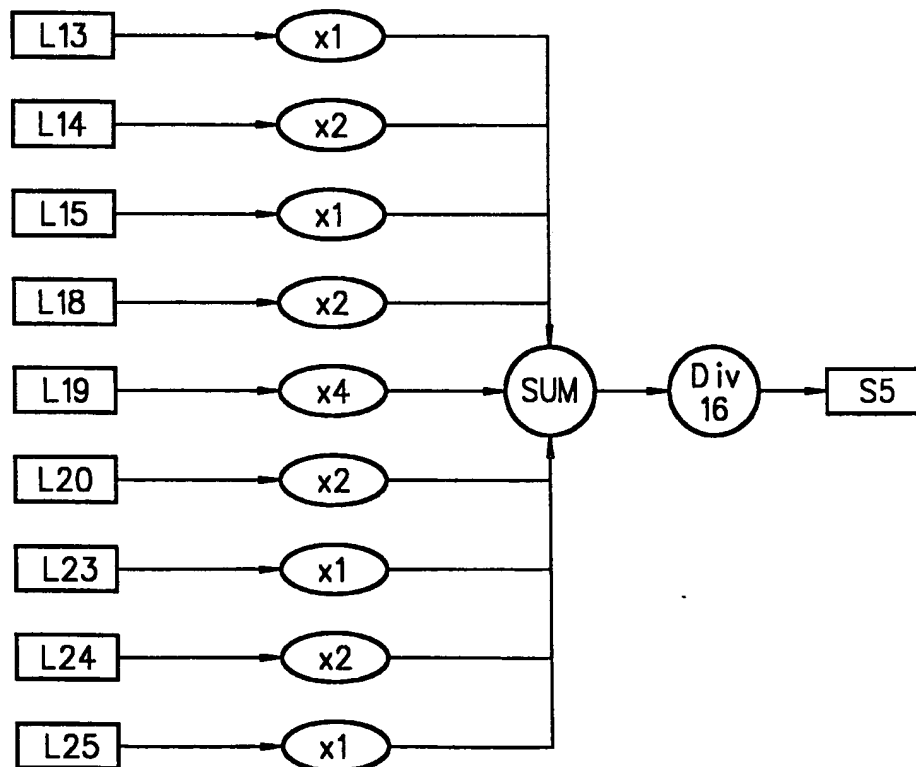 L13 x1
L14 x2
L15 x1
L18 x2
L19 x4 SUM Div 16 S5
L20 x2
L23 x1
L24 x2
L25 x1